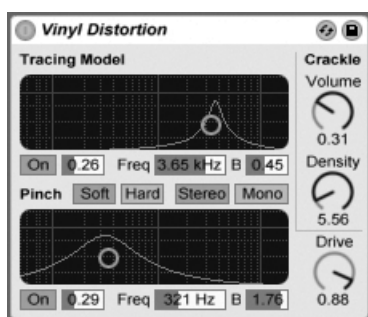 Vinyl Distortion
Tracing Model
On 0.26 Freq 3.65 kHz B 0.45
Pinch Soft Hard Stereo Mono
On 0.29 Freq 321 Hz B 1.76
Crackle
Volume
0.31
Density
5.56
Drive
0.88